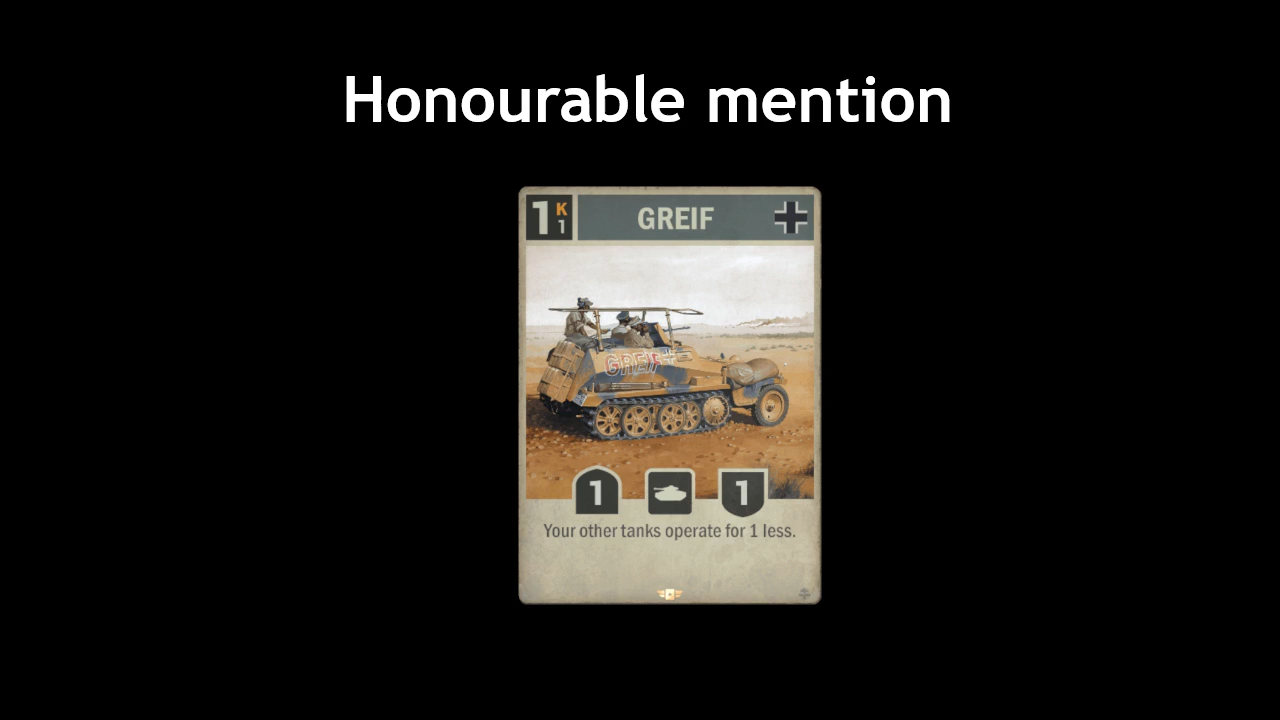 Honourable mention
1 K 1 GREIF
GREIF
1 1
Your other tanks operate for 1 less.